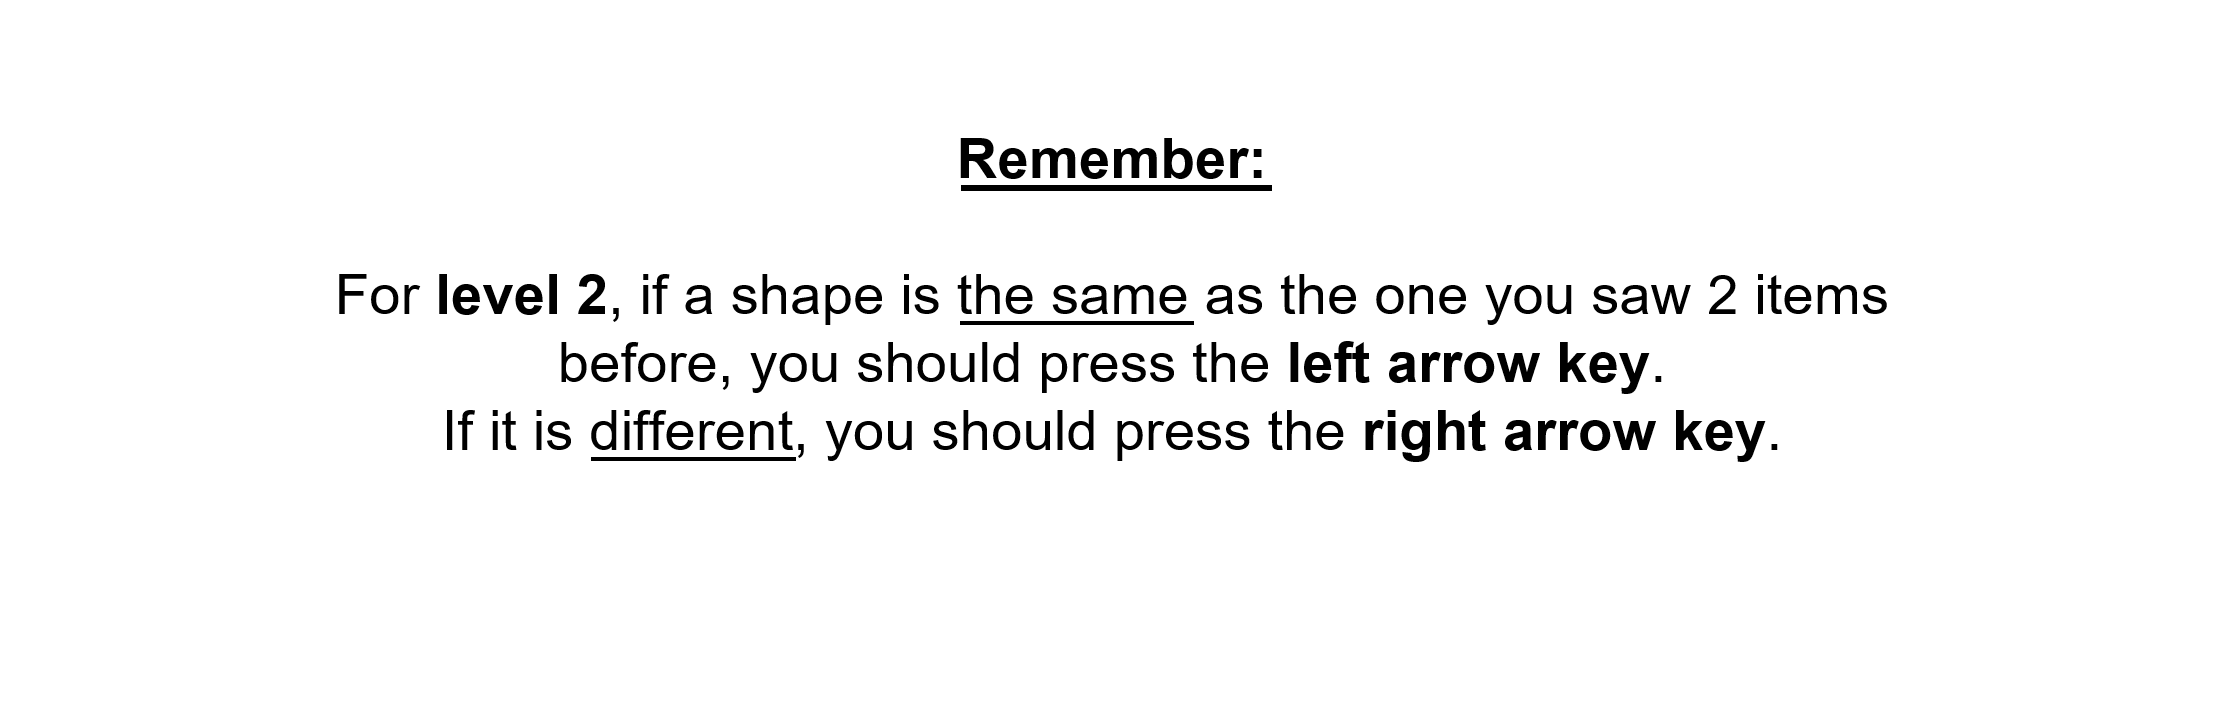 Remember:
For level 2, if a shape is the same as the one you saw 2 items
before, you should press the left arrow key.
If it is different, you should press the right arrow key.